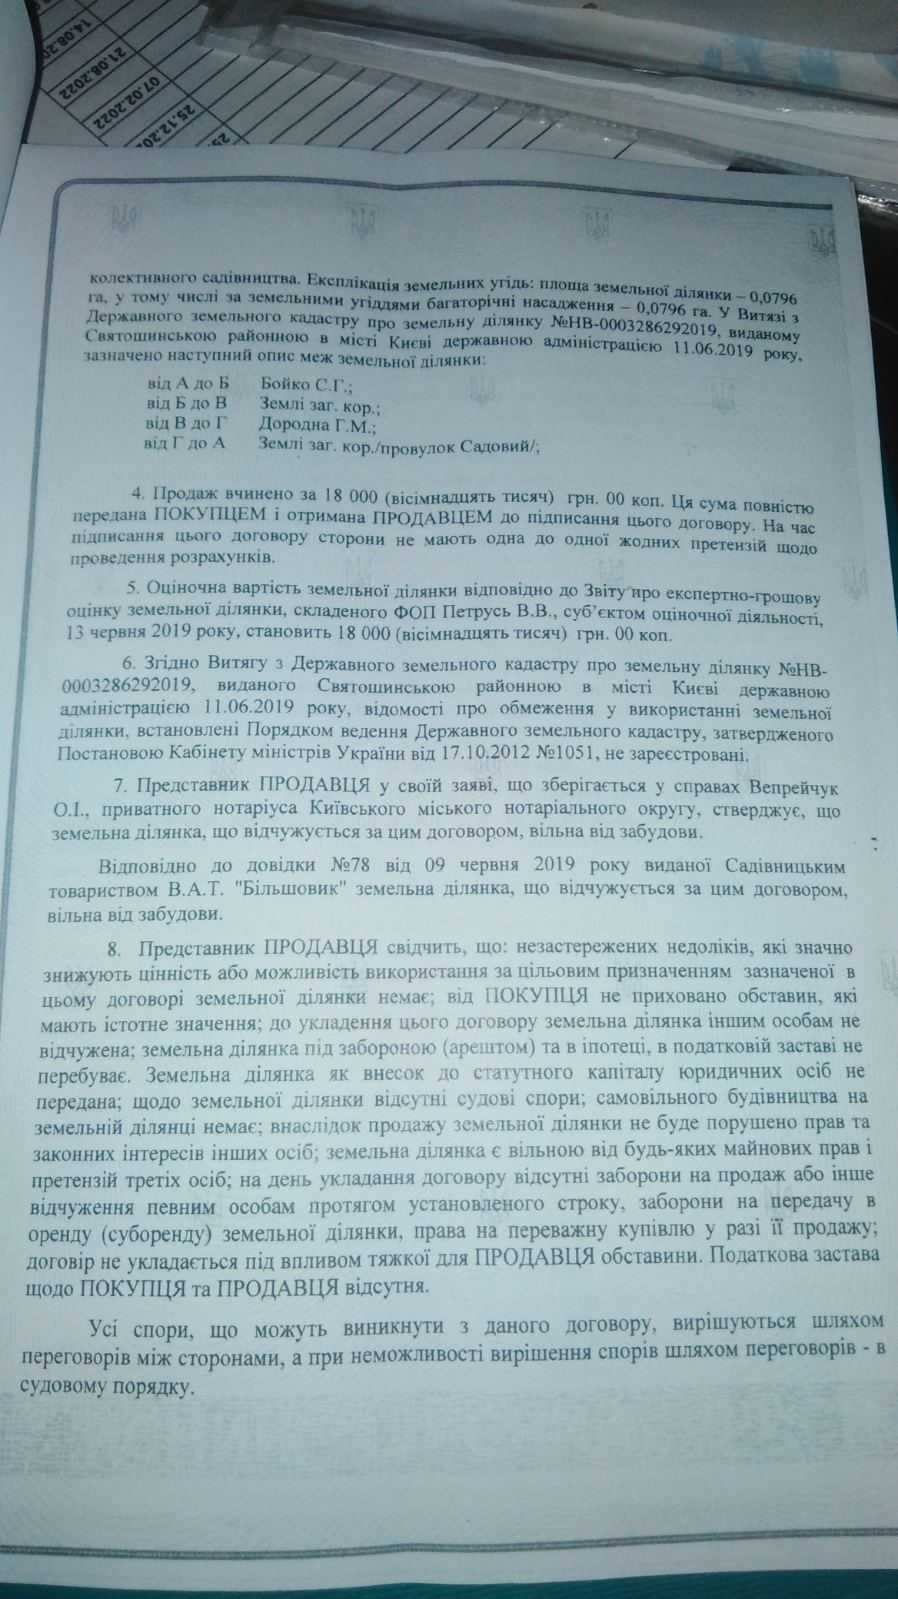 14.08.20
21.08.2022
07.02.2022
25.12.20
колективного садівництва. Експлікація земельних угідь: площа земельної ділянки – 0,0796
га, у тому числі за земельними угіддями багаторічні насадження – 0,0796 га. У Витязі з
Державного земельного кадастру про земельну ділянку №НВ-0003286292019, виданому
Святошинською районною в місті Києві державною адміністрацією 11.06.2019 року,
зазначено наступний опис меж земельної ділянки:
від А до Б Бойко С.Г.;
від Б до В Землі заг. кор.;
від В до Г Дородна Г.М.;
від Г до А Землі заг. кор./провулок Садовий/;
4. Продаж вчинено за 18 000 (вісімнадцять тисяч) грн. 00 коп. Ця сума повністю
передана ПОКУПЦЕМ і отримана ПРОДАВЦЕМ до підписання цього договору. На час
підписання цього договору сторони не мають одна до одної жодних претензій щодо
проведення розрахунків.
5. Оціночна вартість земельної ділянки відповідно до Звіту про експертно-грошову
оцінку земельної ділянки, складеного ФОП Петрусь В.В., суб’єктом оціночної діяльності,
13 червня 2019 року, становить 18 000 (вісімнадцять тисяч) грн. 00 коп.
6. Згідно Витягу з Державного земельного кадастру про земельну ділянку №НВ-
0003286292019, виданого Святошинською районною в місті Києві державною
адміністрацією 11.06.2019 року, відомості про обмеження у використанні земельної
ділянки, встановлені Порядком ведення Державного земельного кадастру, затвердженого
Постановою Кабінету міністрів України від 17.10.2012 №1051, не зареєстровані.
7. Представник ПРОДАВЦЯ у своїй заяві, що зберігається у справах Вепрейчук
О.І., приватного нотаріуса Київського міського нотаріального округу, стверджує, що
земельна ділянка, що відчужується за цим договором, вільна від забудови.
Відповідно до довідки №78 від 09 червня 2019 року виданої Садівницьким
товариством В.А.Т. "Більшовик" земельна ділянка, що відчужується за цим договором,
вільна від забудови.
8. Представник ПРОДАВЦЯ свідчить, що: незастережених недоліків, які значно
знижують цінність або можливість використання за цільовим призначенням зазначеної в
цьому договорі земельної ділянки немає; від ПОКУПЦЯ не приховано обставин, які
мають істотне значення; до укладення цього договору земельна ділянка іншим особам не
відчужена; земельна ділянка під забороною (арештом) та в іпотеці, в податковій заставі не
перебуває. Земельна ділянка як внесок до статутного капіталу юридичних осіб не
передана; щодо земельної ділянки відсутні судові спори; самовільного будівництва на
земельній ділянці немає; внаслідок продажу земельної ділянки не буде порушено прав та
законних інтересів інших осіб; земельна ділянка є вільною від будь-яких майнових прав і
претензій третіх осіб; на день укладання договору відсутні заборони на продаж або інше
відчуження певним особам протягом установленого строку, заборони на передачу в
оренду (суборенду) земельної ділянки, права на переважну купівлю у разі її продажу;
договір не укладається під впливом тяжкої для ПРОДАВЦЯ обставини. Податкова застава
щодо ПОКУПЦЯ та ПРОДАВЦЯ відсутня.
Усі спори, що можуть виникнути з даного договору, вирішуються шляхом
переговорів між сторонами, а при неможливості вирішення спорів шляхом переговорів - в
судовому порядку.